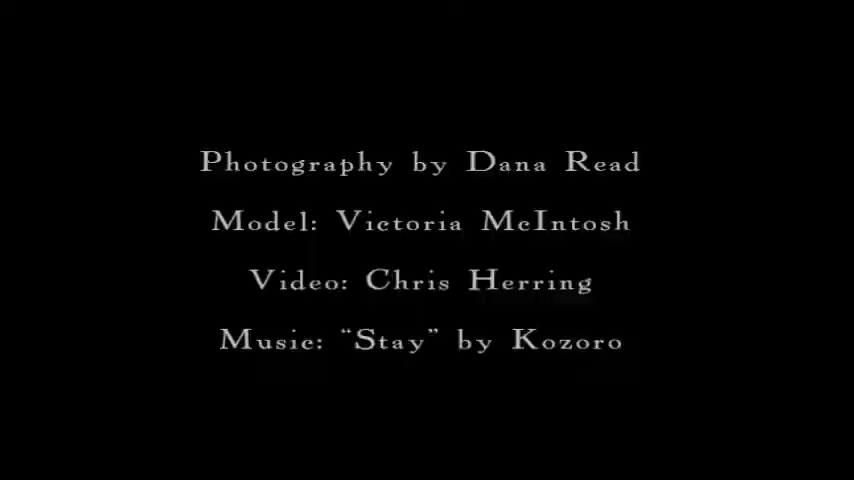 Photography by Dana Read
Model: Victoria McIntosh
Video: Chris Herring
Music: “Stay” by Kozoro